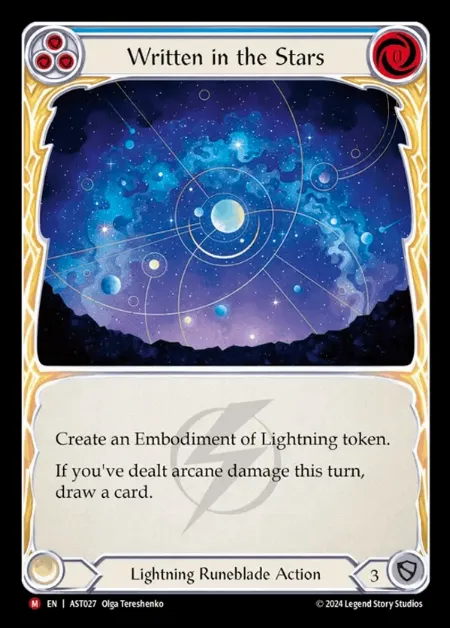 Written in the Stars
0
Create an Embodiment of Lightning token.
If you've dealt arcane damage this turn,
draw a card.
Lightning Runeblade Action
3
M EN | AST027 Olga Tereshenko
© 2024 Legend Story Studios